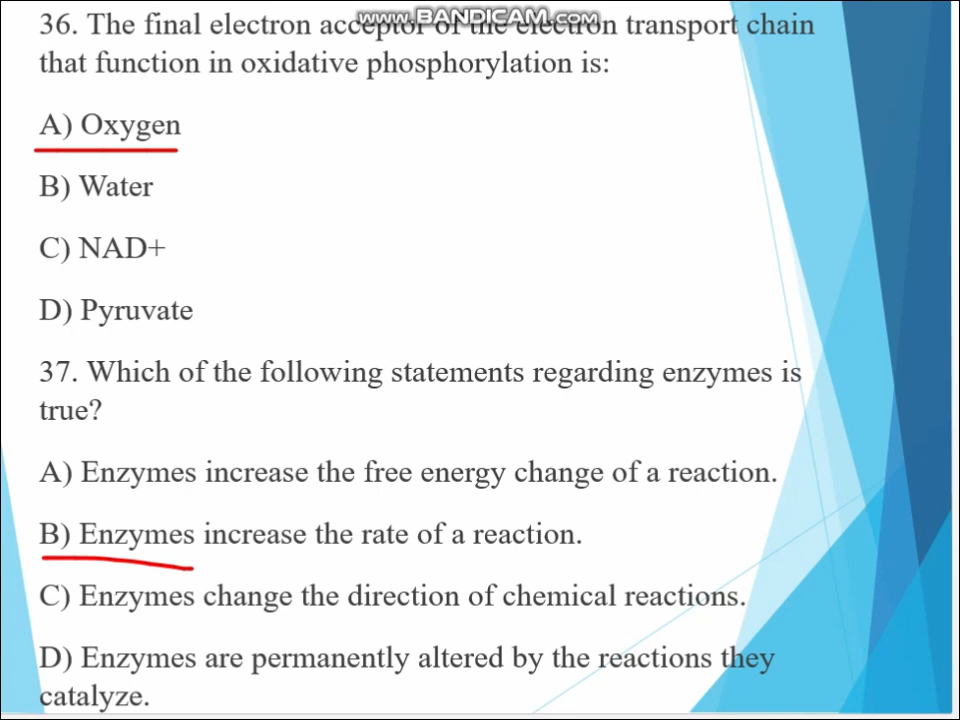 www.BANDICAM.com
36. The final electron acceptor of the electron transport chain
that function in oxidative phosphorylation is:
A) Oxygen
B) Water
C) NAD+
D) Pyruvate
37. Which of the following statements regarding enzymes is
true?
A) Enzymes increase the free energy change of a reaction.
B) Enzymes increase the rate of a reaction.
C) Enzymes change the direction of chemical reactions.
D) Enzymes are permanently altered by the reactions they
catalyze.